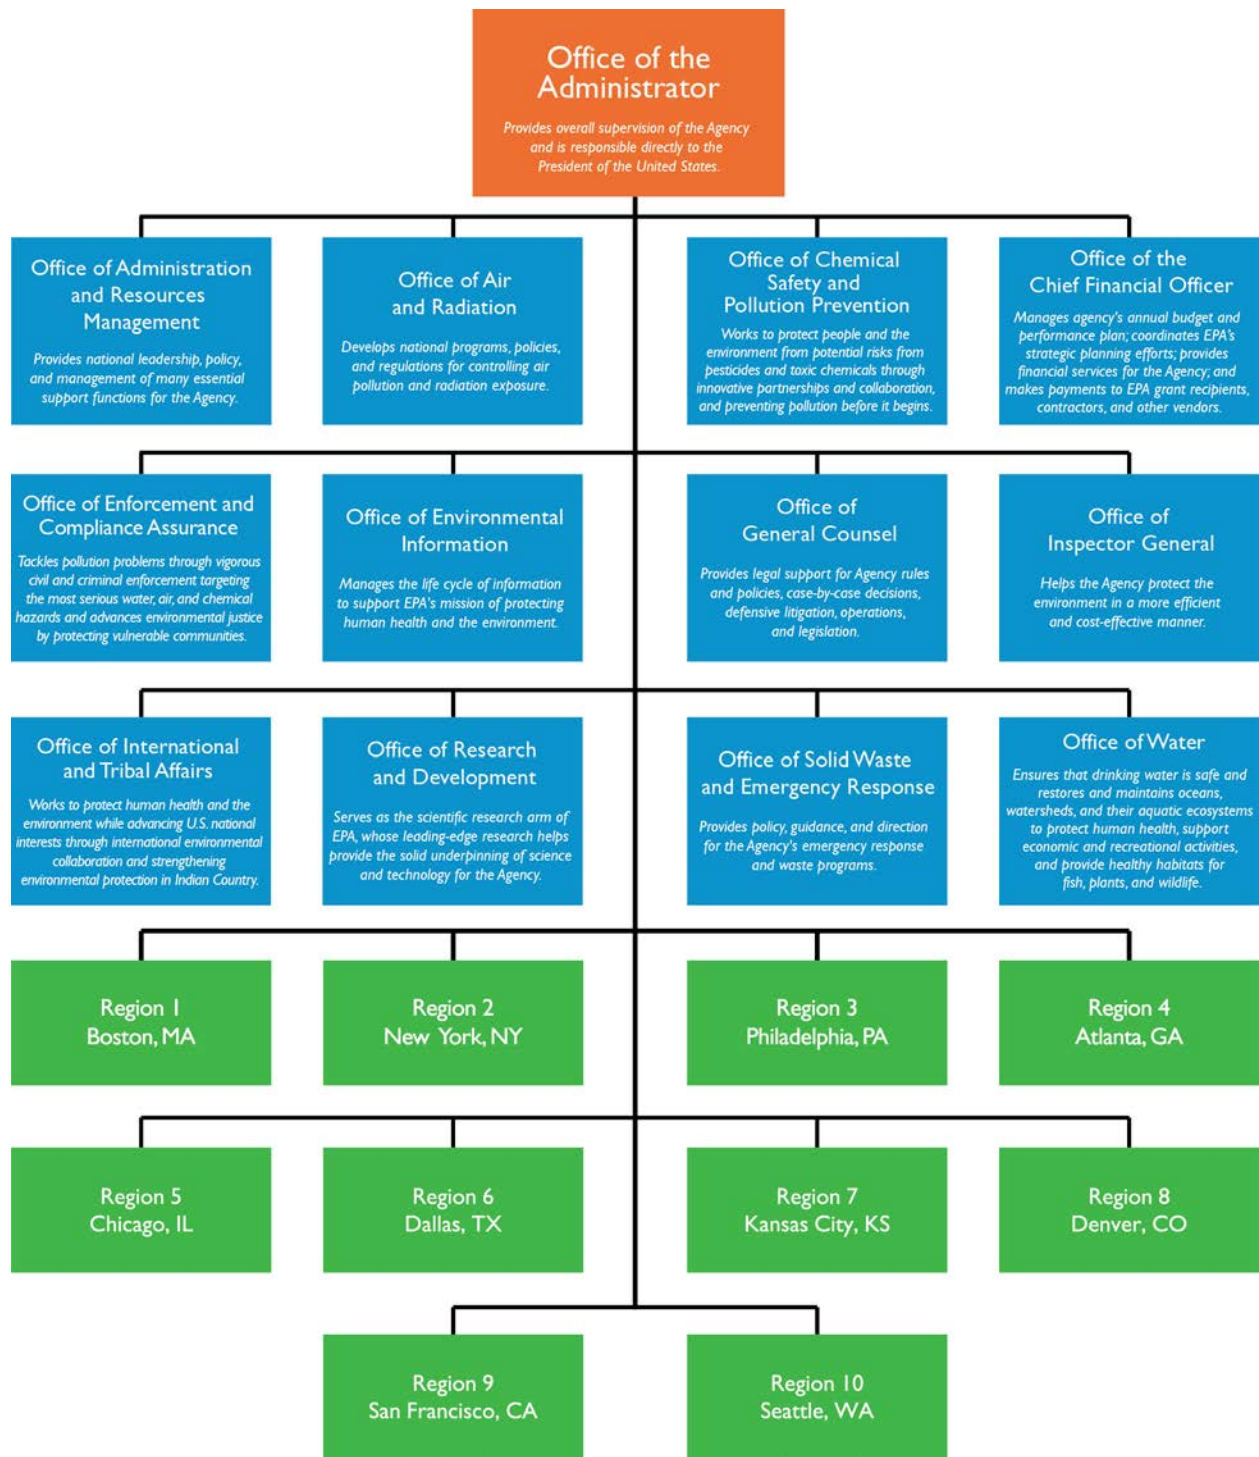 Office of the
Administrator
Provides overall supervision of the Agency
and is responsible directly to the
President of the United States.
Office of Administration
and Resources
Management
Provides national leadership, policy,
and management of many essential
support functions for the Agency.
Office of Air
and Radiation
Develops national programs, policies,
and regulations for controlling air
pollution and radiation exposure.
Office of Chemical
Safety and
Pollution Prevention
Works to protect people and the
environment from potential risks from
pesticides and toxic chemicals through
innovative partnerships and collaboration,
and preventing pollution before it begins.
Office of the
Chief Financial Officer
Manages agency's annual budget and
performance plan; coordinates EPA's
strategic planning efforts; provides
financial services for the Agency; and
makes payments to EPA grant recipients,
contractors, and other vendors.
Office of Enforcement and
Compliance Assurance
Tackles pollution problems through vigorous
civil and criminal enforcement targeting
the most serious water, air, and chemical
hazards and advances environmental justice
by protecting vulnerable communities.
Office of Environmental
Information
Manages the life cycle of information
to support EPA's mission of protecting
human health and the environment.
Office of
General Counsel
Provides legal support for Agency rules
and policies, case-by-case decisions,
defensive litigation, operations,
and legislation.
Office of
Inspector General
Helps the Agency protect the
environment in a more efficient
and cost-effective manner.
Office of International
and Tribal Affairs
Works to protect human health and the
environment while advancing U.S. national
interests through international environmental
collaboration and strengthening
environmental protection in Indian Country.
Office of Research
and Development
Serves as the scientific research arm of
EPA, whose leading-edge research helps
provide the solid underpinning of science
and technology for the Agency.
Office of Solid Waste
and Emergency Response
Provides policy, guidance, and direction
for the Agency's emergency response
and waste programs.
Office of Water
Ensures that drinking water is safe and
restores and maintains oceans,
watersheds, and their aquatic ecosystems
to protect human health, support
economic and recreational activities,
and provide healthy habitats for
fish, plants, and wildlife.
Region 1
Boston, MA
Region 2
New York, NY
Region 3
Philadelphia, PA
Region 4
Atlanta, GA
Region 5
Chicago, IL
Region 6
Dallas, TX
Region 7
Kansas City, KS
Region 8
Denver, CO
Region 9
San Francisco, CA
Region 10
Seattle, WA